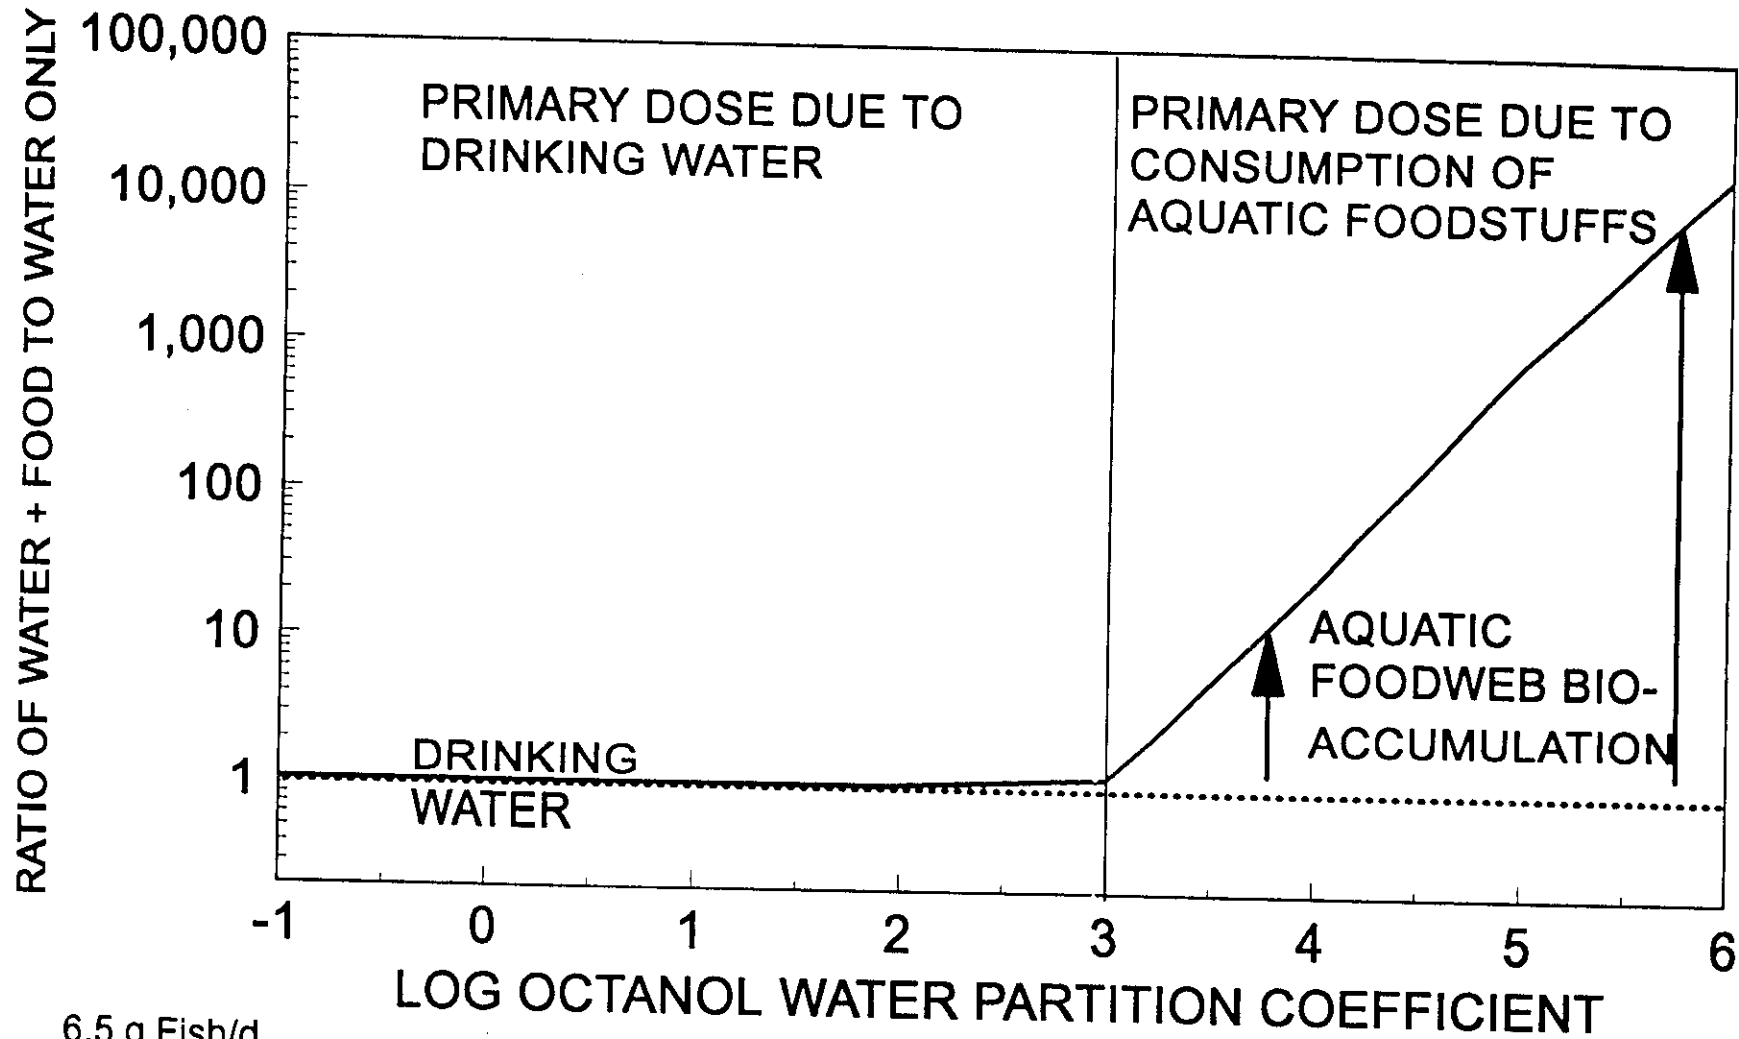 RATIO OF WATER + FOOD TO WATER ONLY
100,000
10,000
1,000
100
10
1
PRIMARY DOSE DUE TO
DRINKING WATER
PRIMARY DOSE DUE TO
CONSUMPTION OF
AQUATIC FOODSTUFFS
AQUATIC
FOODWEB BIO-
ACCUMULATION
DRINKING
WATER
-1 0 1 2 3 4 5 6
LOG OCTANOL WATER PARTITION COEFFICIENT
6.5 g Fish/d